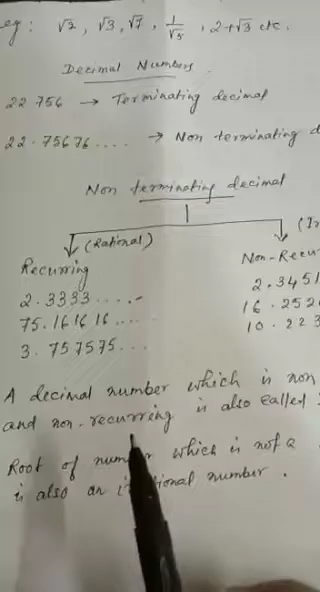 eg: √2, √3, √7, 1/√5, 2+√3 etc.
Decimal Numbers
22.756 → Terminating decimal
22.75676.... → Non terminating d
Non terminating decimal
(Rational)
Recurring
2.3333.....
75.161616.....
3.757575...
Non-Recu
2.3451
16.252
10.223
A decimal number which is non
and non-recurring is also called
Root of number which is not a
is also an irrational number.